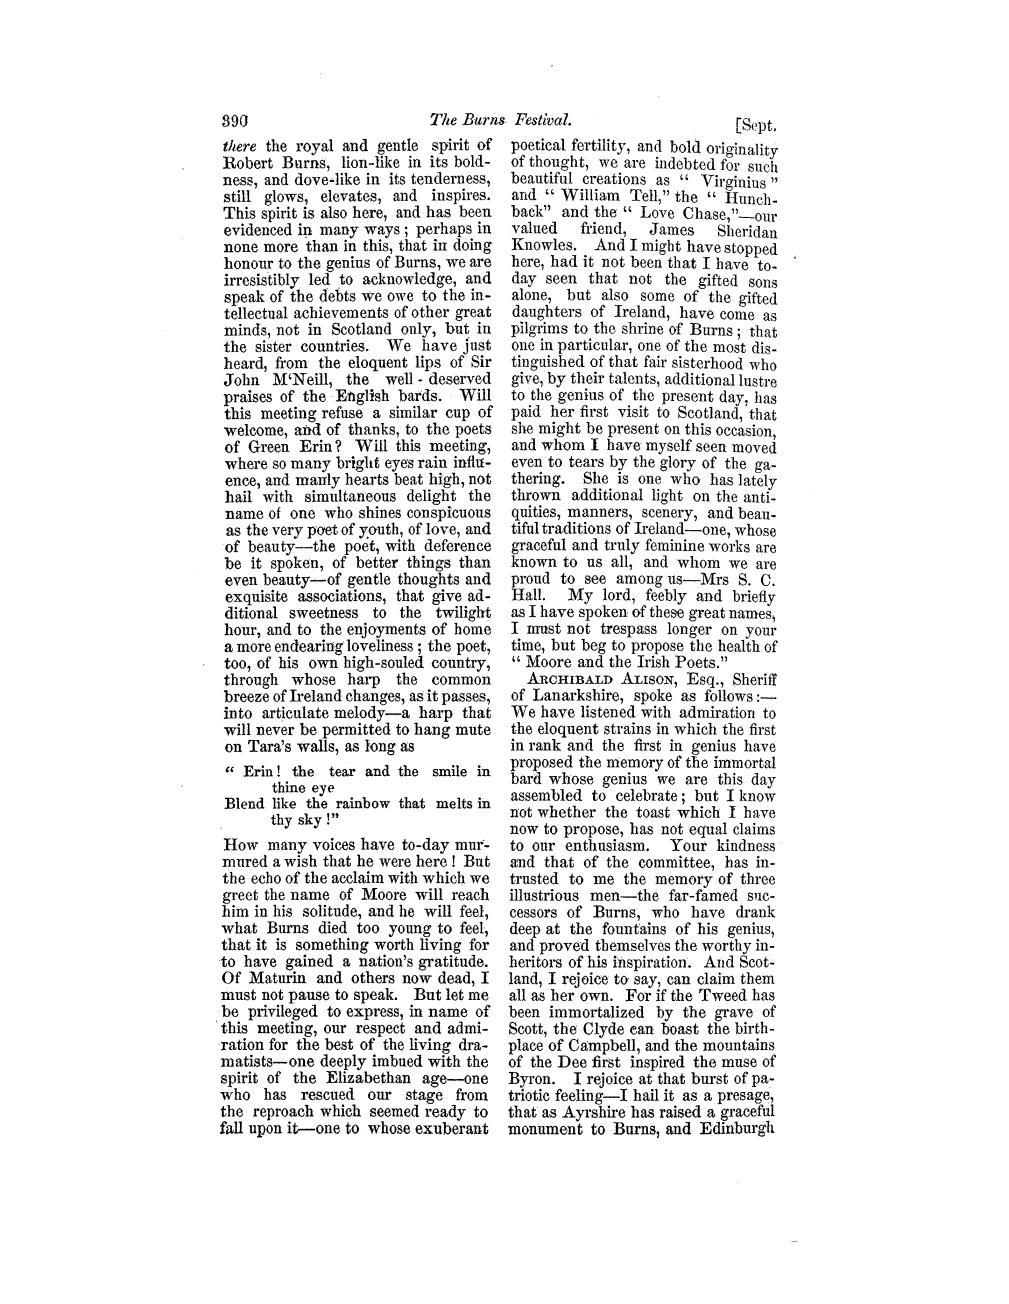 390
The Burns Festival.
[Sept.
there the royal and gentle spirit of
Robert Burns, lion-like in its bold-
ness, and dove-like in its tenderness,
still glows, elevates, and inspires.
This spirit is also here, and has been
evidenced in many ways; perhaps in
none more than in this, that in doing
honour to the genius of Burns, we are
irresistibly led to acknowledge, and
speak of the debts we owe to the in-
tellectual achievements of other great
minds, not in Scotland only, but in
the sister countries. We have just
heard, from the eloquent lips of Sir
John M‘Neill, the well-deserved
praises of the English bards. Will
this meeting refuse a similar cup of
welcome, and of thanks, to the poets
of Green Erin? Will this meeting,
where so many bright eyes rain influ-
ence, and manly hearts beat high, not
hail with simultaneous delight the
name of one who shines conspicuous
as the very poet of youth, of love, and
of beauty—the poet, with deference
be it spoken, of better things than
even beauty—of gentle thoughts and
exquisite associations, that give ad-
ditional sweetness to the twilight
hour, and to the enjoyments of home
a more endearing loveliness; the poet,
too, of his own high-souled country,
through whose harp the common
breeze of Ireland changes, as it passes,
into articulate melody—a harp that
will never be permitted to hang mute
on Tara's walls, as long as
“ Erin! the tear and the smile in
thine eye
Blend like the rainbow that melts in
thy sky!”
How many voices have to-day mur-
mured a wish that he were here! But
the echo of the acclaim with which we
greet the name of Moore will reach
him in his solitude, and he will feel,
what Burns died too young to feel,
that it is something worth living for
to have gained a nation's gratitude.
Of Maturin and others now dead, I
must not pause to speak. But let me
be privileged to express, in name of
this meeting, our respect and admi-
ration for the best of the living dra-
matists—one deeply imbued with the
spirit of the Elizabethan age—one
who has rescued our stage from
the reproach which seemed ready to
fall upon it—one to whose exuberant
poetical fertility, and bold originality
of thought, we are indebted for such
beautiful creations as “ Virginius ”
and “ William Tell,” the “ Hunch-
back” and the “ Love Chase,”—our
valued friend, James Sheridan
Knowles. And I might have stopped
here, had it not been that I have to-
day seen that not the gifted sons
alone, but also some of the gifted
daughters of Ireland, have come as
pilgrims to the shrine of Burns; that
one in particular, one of the most dis-
tinguished of that fair sisterhood who
give, by their talents, additional lustre
to the genius of the present day, has
paid her first visit to Scotland, that
she might be present on this occasion,
and whom I have myself seen moved
even to tears by the glory of the ga-
thering. She is one who has lately
thrown additional light on the anti-
quities, manners, scenery, and beau-
tiful traditions of Ireland—one, whose
graceful and truly feminine works are
known to us all, and whom we are
proud to see among us—Mrs S. C.
Hall. My lord, feebly and briefly
as I have spoken of these great names,
I must not trespass longer on your
time, but beg to propose the health of
“ Moore and the Irish Poets.”
ARCHIBALD ALISON, Esq., Sheriff
of Lanarkshire, spoke as follows:—
We have listened with admiration to
the eloquent strains in which the first
in rank and the first in genius have
proposed the memory of the immortal
bard whose genius we are this day
assembled to celebrate; but I know
not whether the toast which I have
now to propose, has not equal claims
to our enthusiasm. Your kindness
and that of the committee, has in-
trusted to me the memory of three
illustrious men—the far-famed suc-
cessors of Burns, who have drank
deep at the fountains of his genius,
and proved themselves the worthy in-
heritors of his inspiration. And Scot-
land, I rejoice to say, can claim them
all as her own. For if the Tweed has
been immortalized by the grave of
Scott, the Clyde can boast the birth-
place of Campbell, and the mountains
of the Dee first inspired the muse of
Byron. I rejoice at that burst of pa-
triotic feeling—I hail it as a presage,
that as Ayrshire has raised a graceful
monument to Burns, and Edinburgh